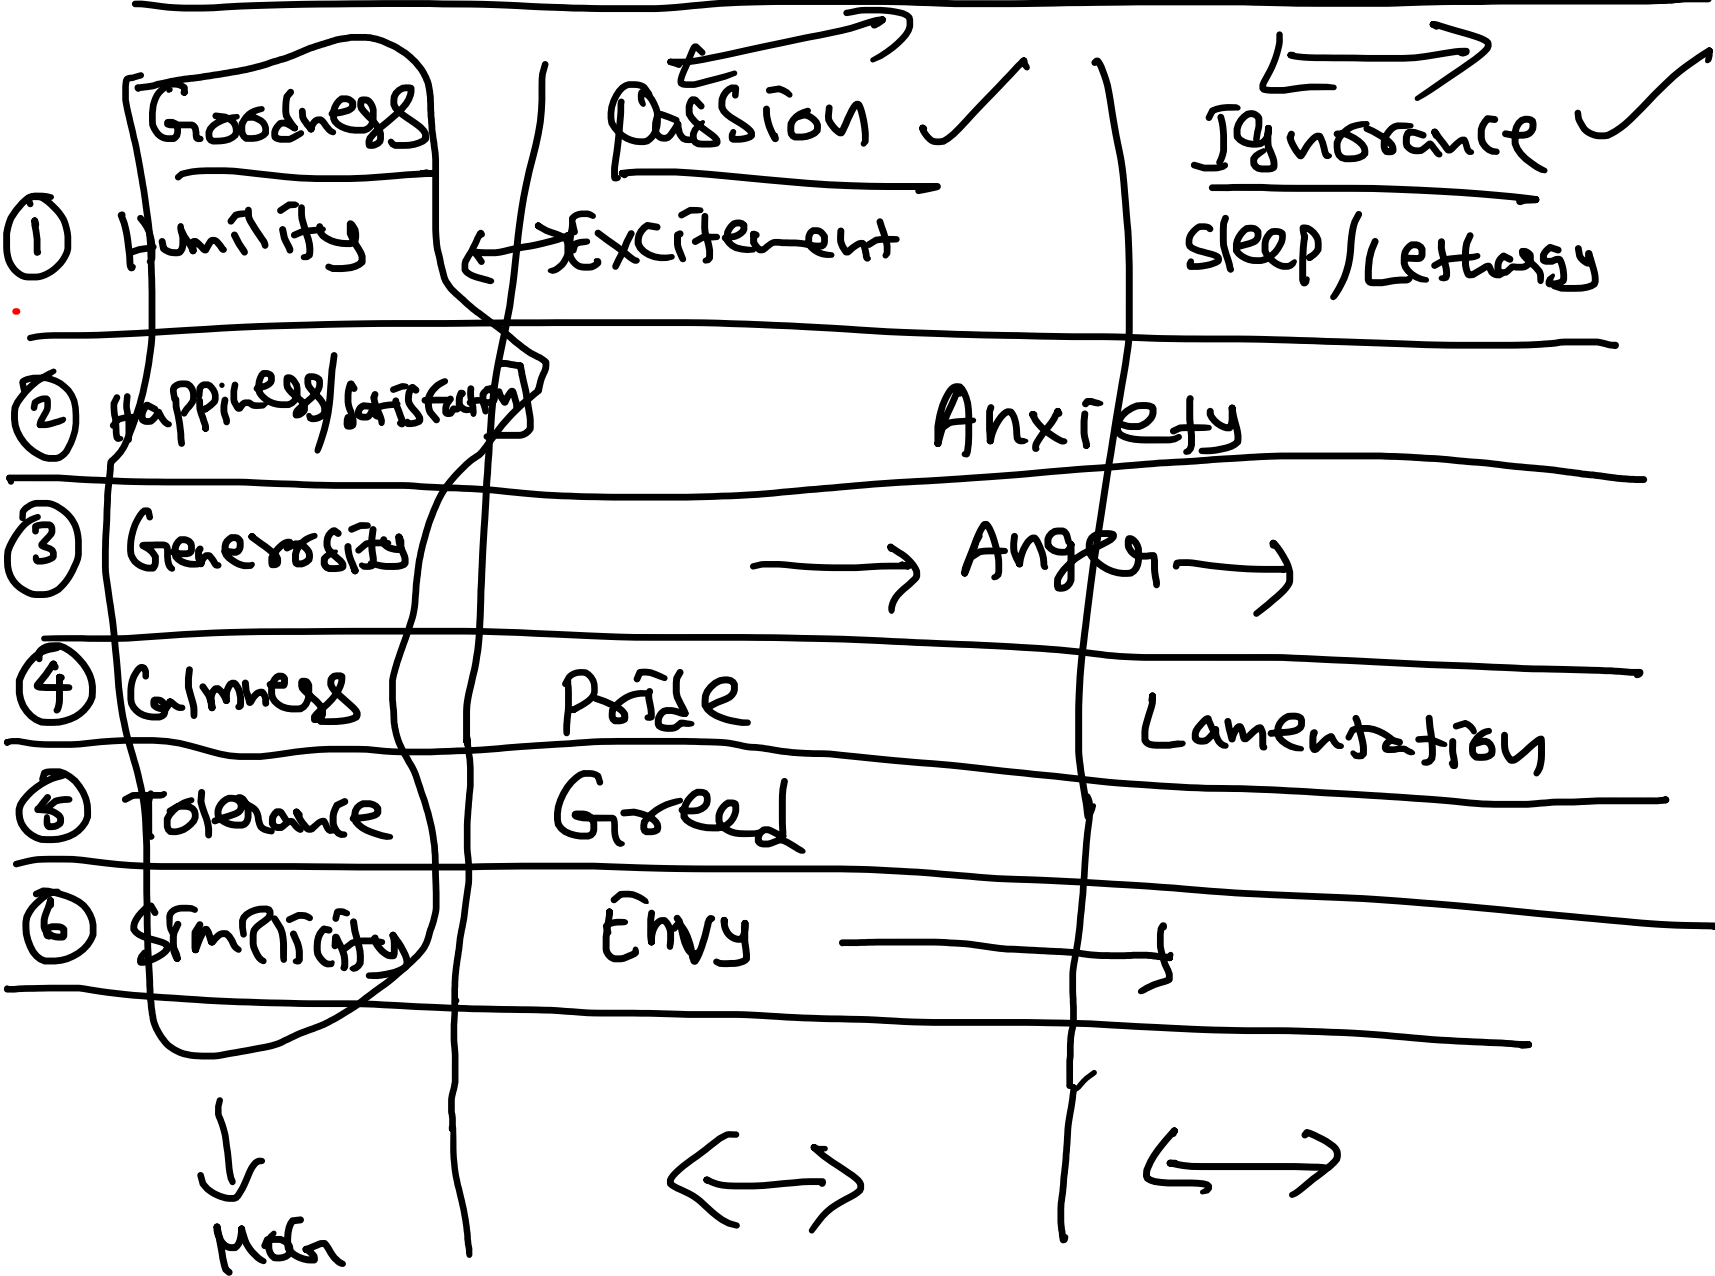 Goodness Passion Ignorance
1 Humility Excitement Sleep/Lethargy
2 Happiness/satisfaction Anxiety
3 Generosity Anger
4 Calmness Pride Lamentation
5 Tolerance Greed
6 Simplicity Envy
MOG